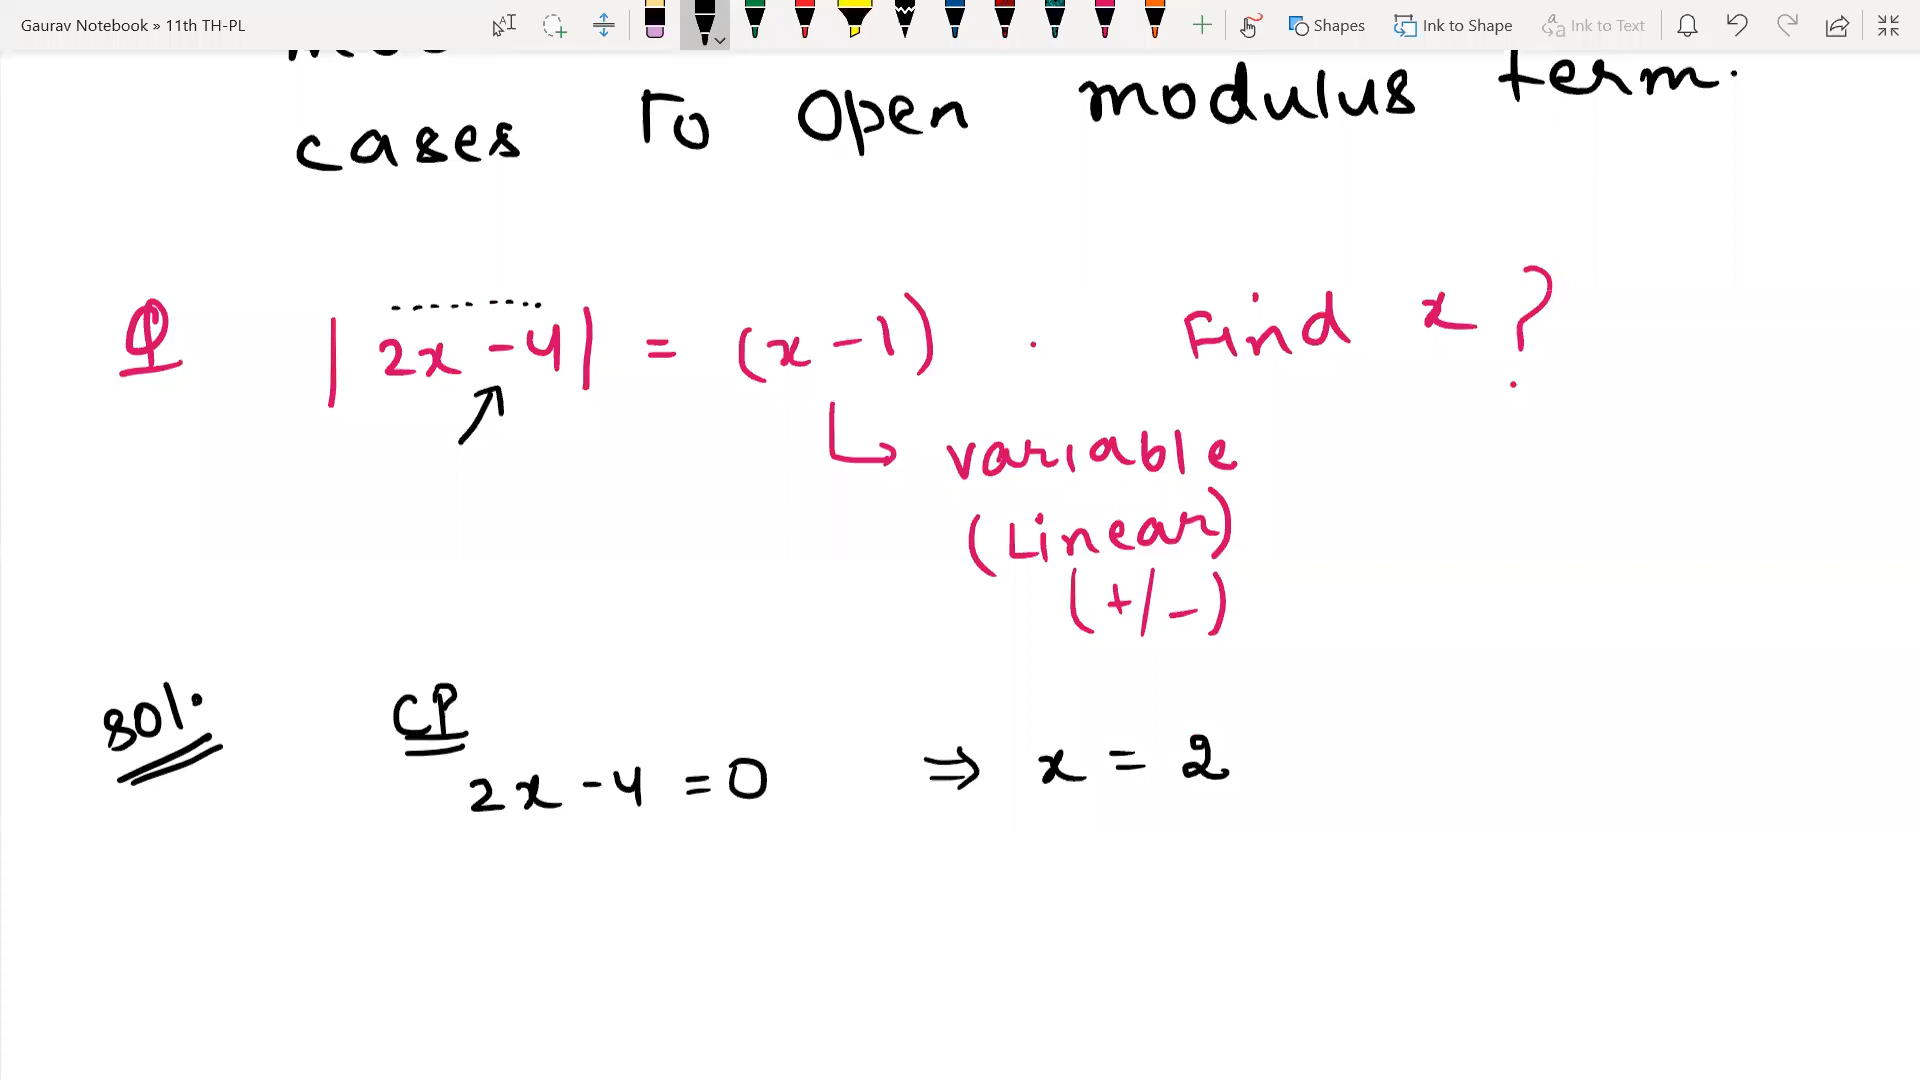 Gaurav Notebook » 11th TH-PL
Shapes
Ink to Shape
Ink to Text
cases to open modulus term.
Q |2x-4| = (x-1) . Find x ?
variable
(Linear)
(+/-)
Sol.
CP
2x-4 = 0 ⇒ x = 2